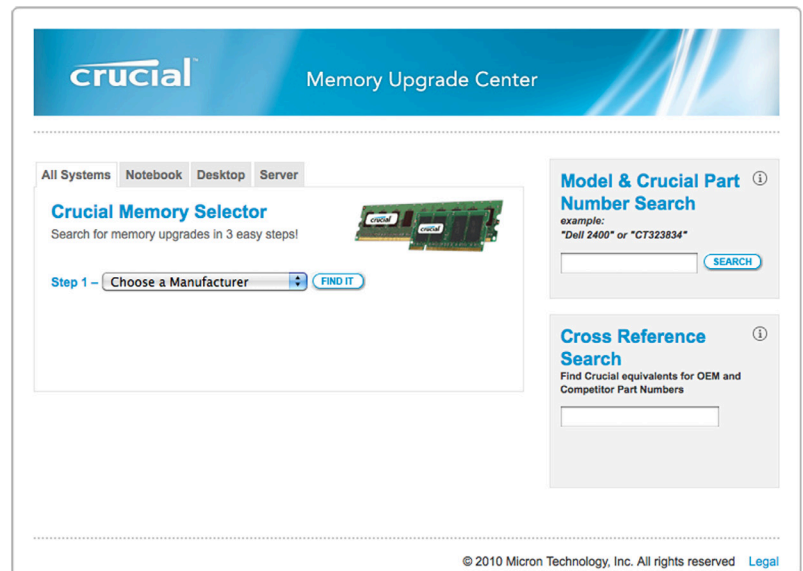 crucial
Memory Upgrade Center
All Systems Notebook Desktop Server
Crucial Memory Selector
Search for memory upgrades in 3 easy steps!
crucial
crucial
Step 1 – Choose a Manufacturer FIND IT
Model & Crucial Part
Number Search
example:
"Dell 2400" or "CT323834"
SEARCH
Cross Reference
Search
Find Crucial equivalents for OEM and
Competitor Part Numbers
© 2010 Micron Technology, Inc. All rights reserved Legal